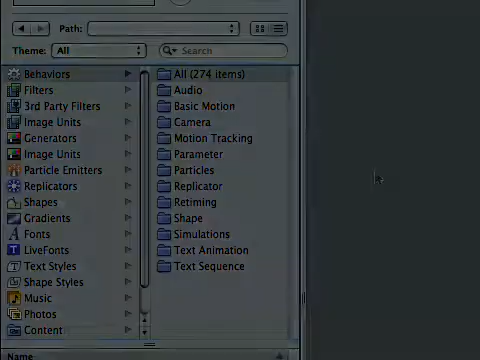 Path:
Theme: All Search
Behaviors
Filters
3rd Party Filters
Image Units
Generators
Image Units
Particle Emitters
Replicators
Shapes
Gradients
Fonts
LiveFonts
Text Styles
Shape Styles
Music
Photos
Content
All (274 items)
Audio
Basic Motion
Camera
Motion Tracking
Parameter
Particles
Replicator
Retiming
Shape
Simulations
Text Animation
Text Sequence
Name